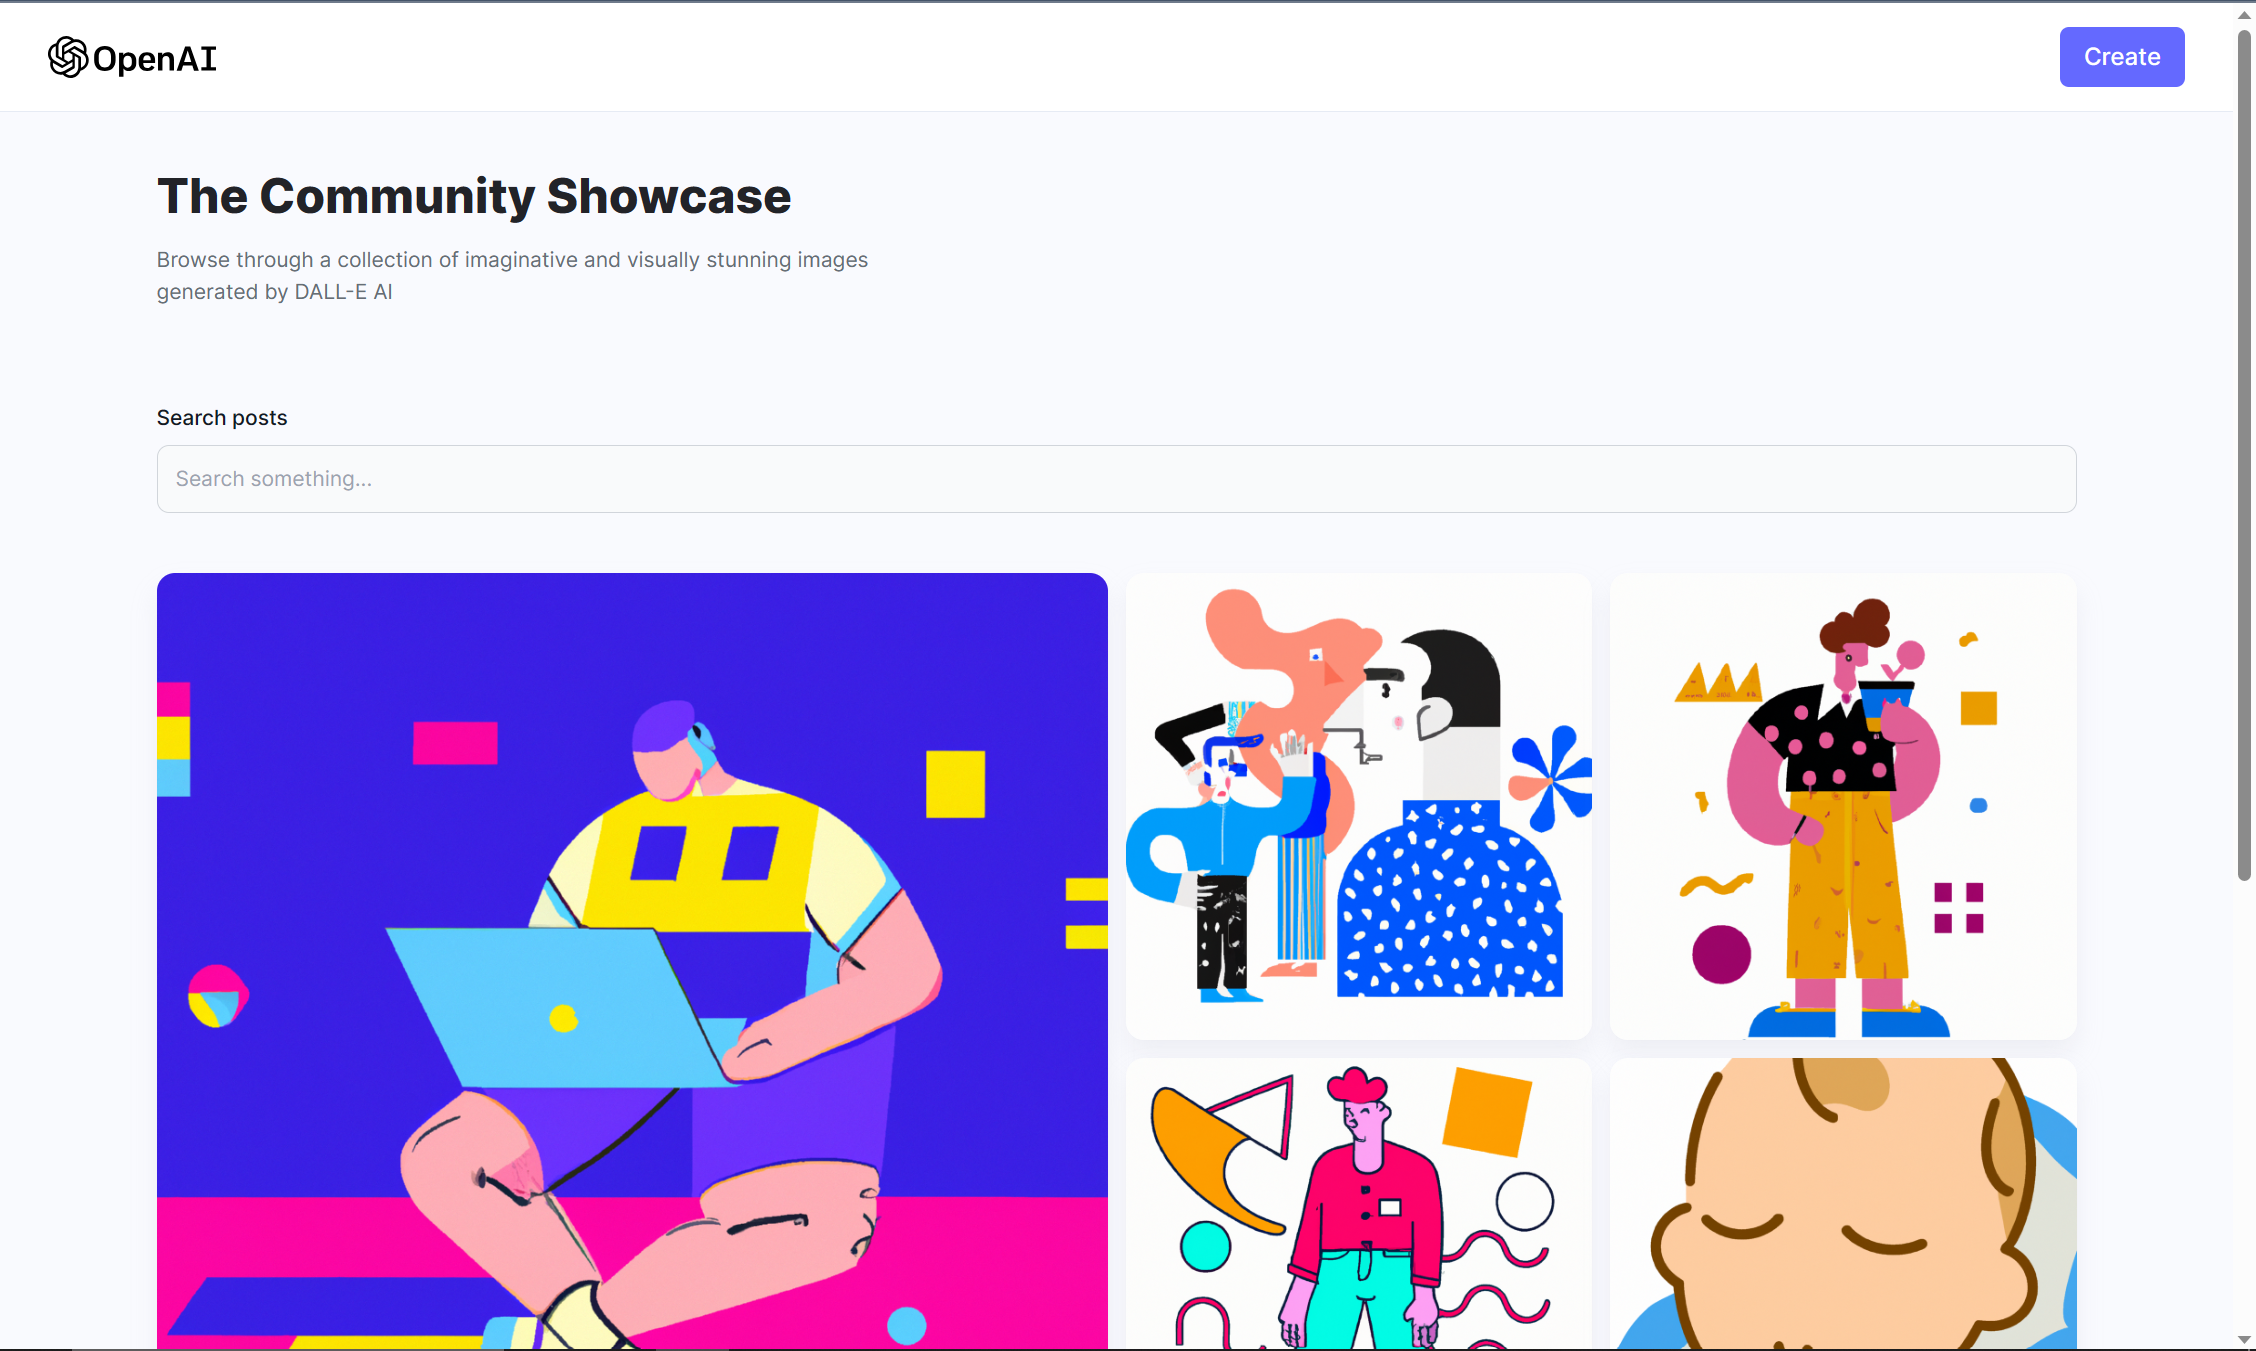 OpenAI
Create
The Community Showcase
Browse through a collection of imaginative and visually stunning images
generated by DALL-E AI
Search posts
Search something...